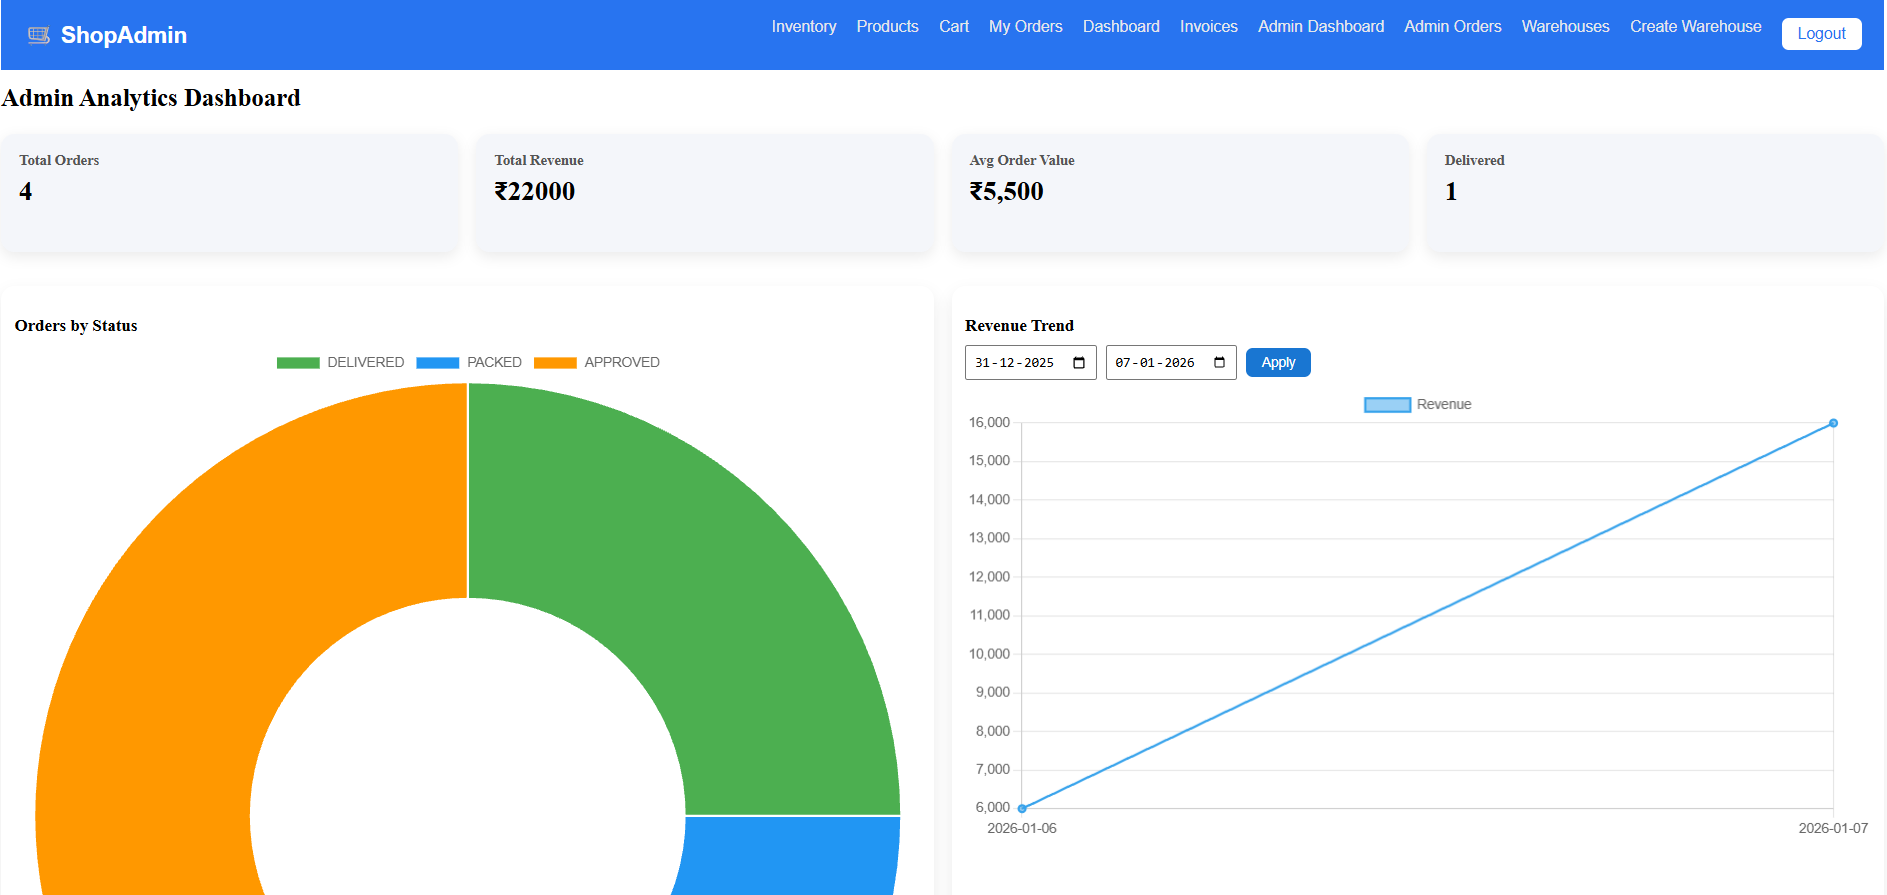 ShopAdmin
Inventory Products Cart My Orders Dashboard Invoices Admin Dashboard Admin Orders Warehouses Create Warehouse Logout
Admin Analytics Dashboard
Total Orders
4
Total Revenue
₹22000
Avg Order Value
₹5,500
Delivered
1
Orders by Status
DELIVERED PACKED APPROVED
Revenue Trend
31-12-2025 07-01-2026 Apply
Revenue
16,000
15,000
14,000
13,000
12,000
11,000
10,000
9,000
8,000
7,000
6,000
2026-01-06 2026-01-07